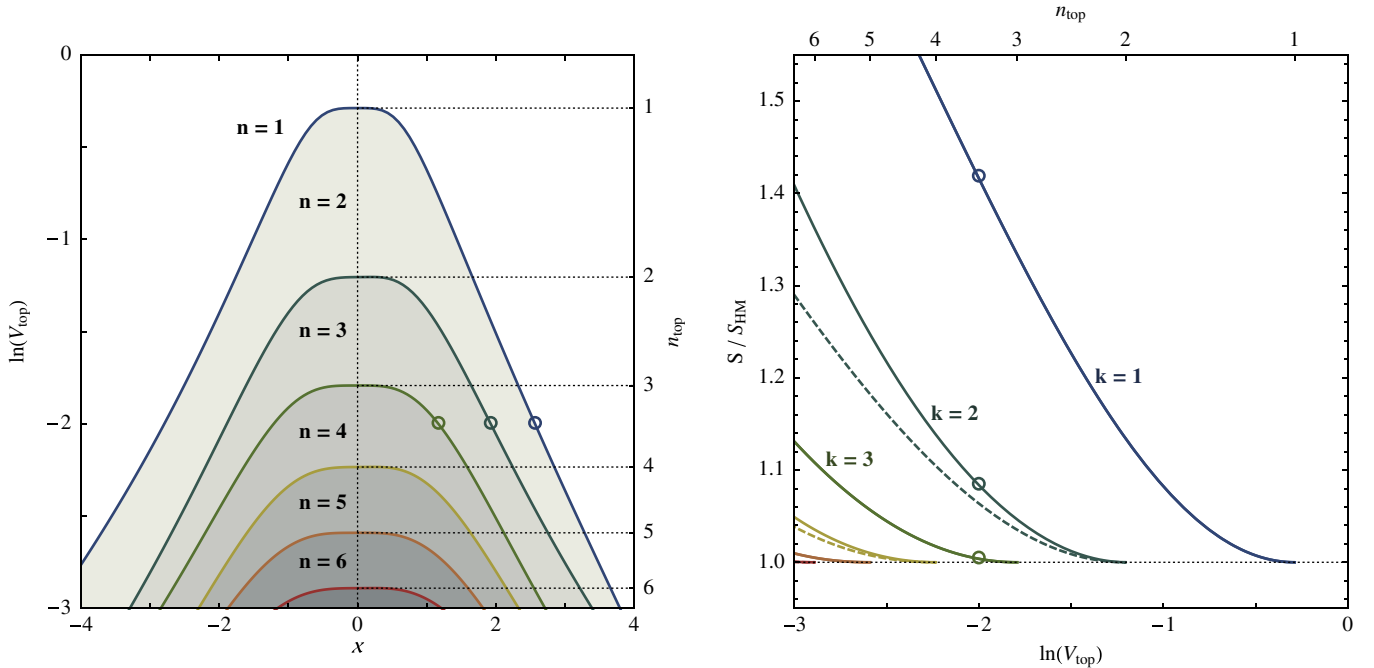 0
−1
−2
−3
ln(V_top)
−4
−2
0
2
4
x
1
2
3
4
5
6
n_top
n = 1
n = 2
n = 3
n = 4
n = 5
n = 6
n_top
6
5
4
3
2
1
1.5
1.4
1.3
1.2
1.1
1.0
S / S_HM
k = 1
k = 2
k = 3
−3
−2
−1
0
ln(V_top)